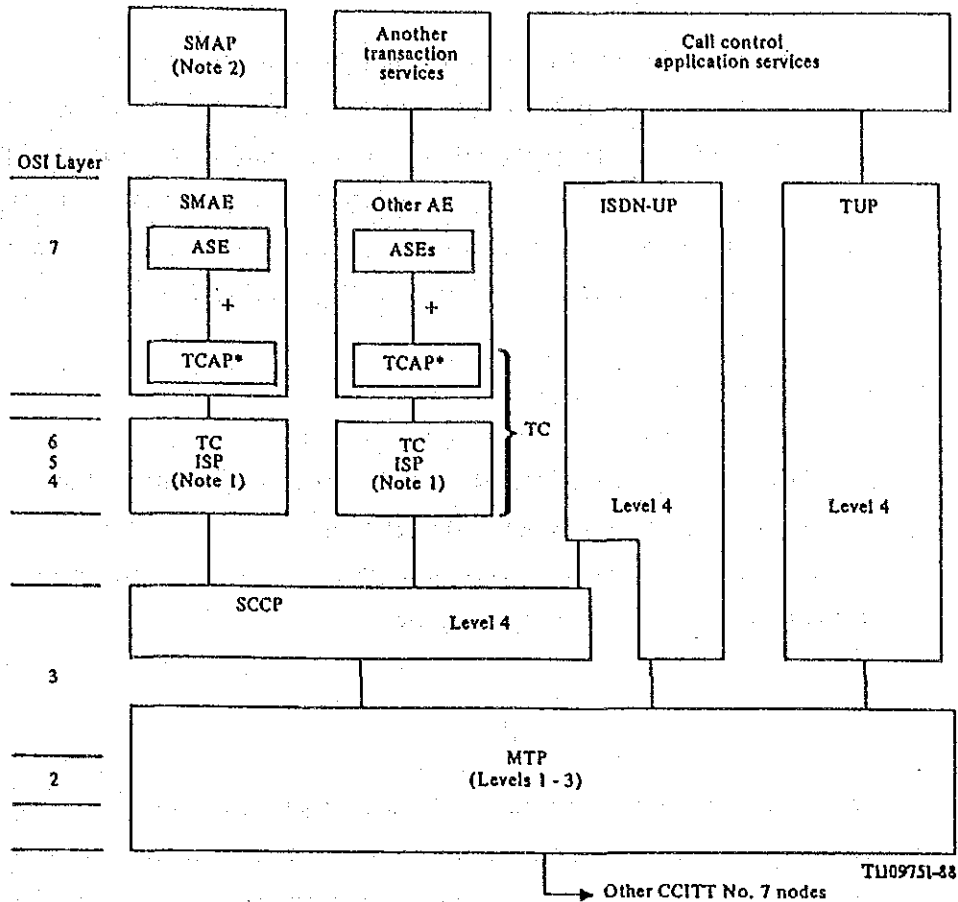 SMAP
(Note 2)
Another
transaction
services
Call control
application services
OSI Layer
SMAE
Other AE
ISDN-UP
TUP
7
ASE
ASEs
+
+
TCAP*
TCAP*
TC
6
5
4
TC
ISP
(Note 1)
TC
ISP
(Note 1)
Level 4
Level 4
SCCP
Level 4
3
MTP
(Levels 1 - 3)
2
T1109751-88
Other CCITT No. 7 nodes